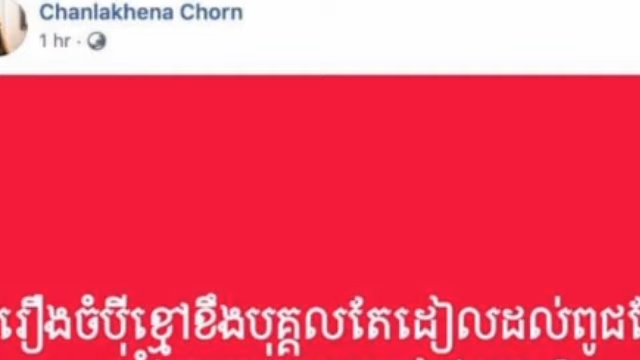 Chanlakhena Chorn
1 hr ·
រឿងចំប៉ីខ្មៅខឹងបុគ្គលតែដៀលដល់ពូជ